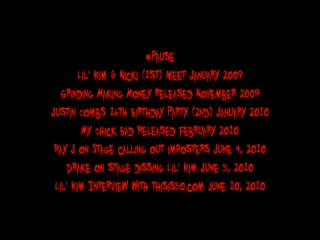 *PAUSE
LIL' KIM & NICKI (1ST) MEET JANUARY 2009
GRINDING MAKING MONEY RELEASED NOVEMBER 2009
JUSTIN COMBS 16TH BIRTHDAY PARTY (2ND) JANUARY 2010
MY CHICK BAD RELEASED FEBRUARY 2010
RAY J ON STAGE CALLING OUT IMPOSTERS JUNE 4, 2010
DRAKE ON STAGE DISSING LIL' KIM JUNE 5, 2010
LIL' KIM INTERVIEW WITH THISIS50.COM JUNE 10, 2010